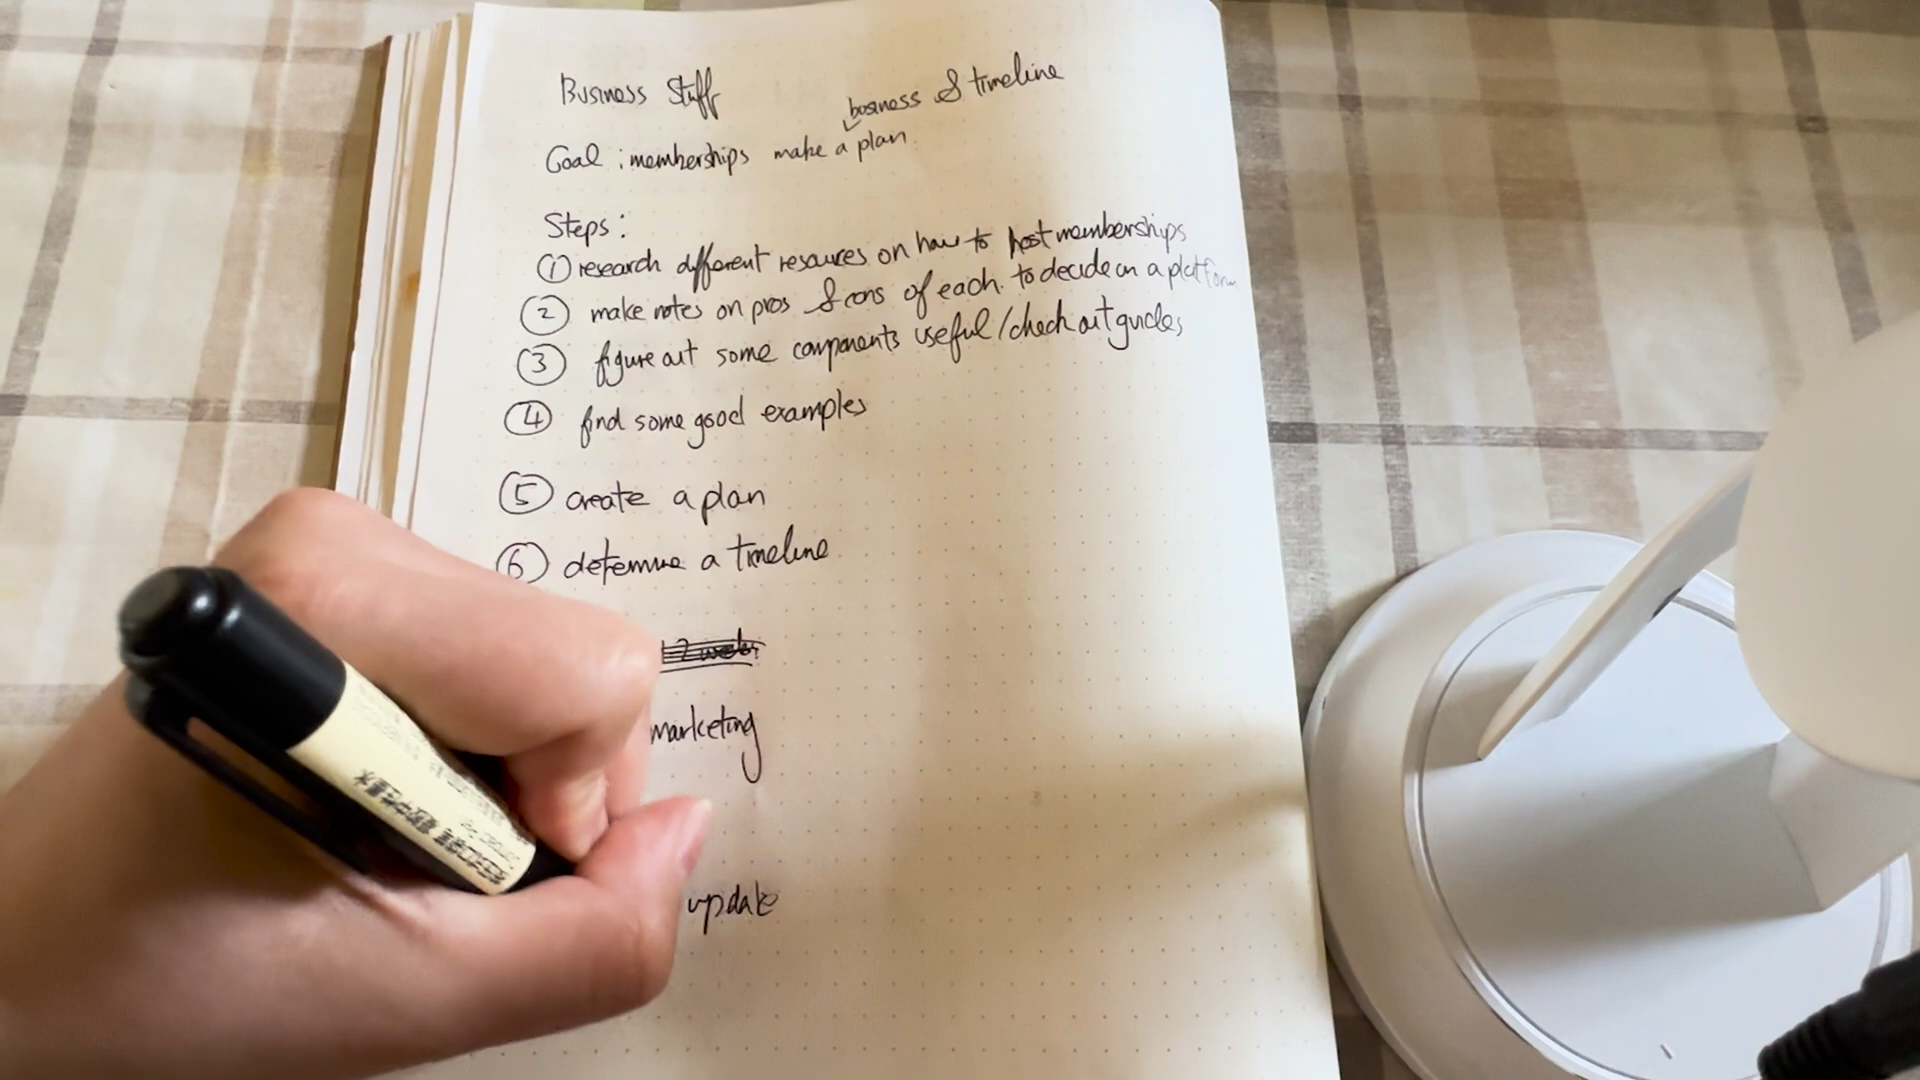 Business Stuff
business & timeline
Goal : memberships make a plan.
Steps :
① research different resources on how to host memberships
② make notes on pros & cons of each. to decide on a platform
③ figure out some components useful / check out guides
④ find some good examples
⑤ create a plan
⑥ determine a timeline
marketing
update